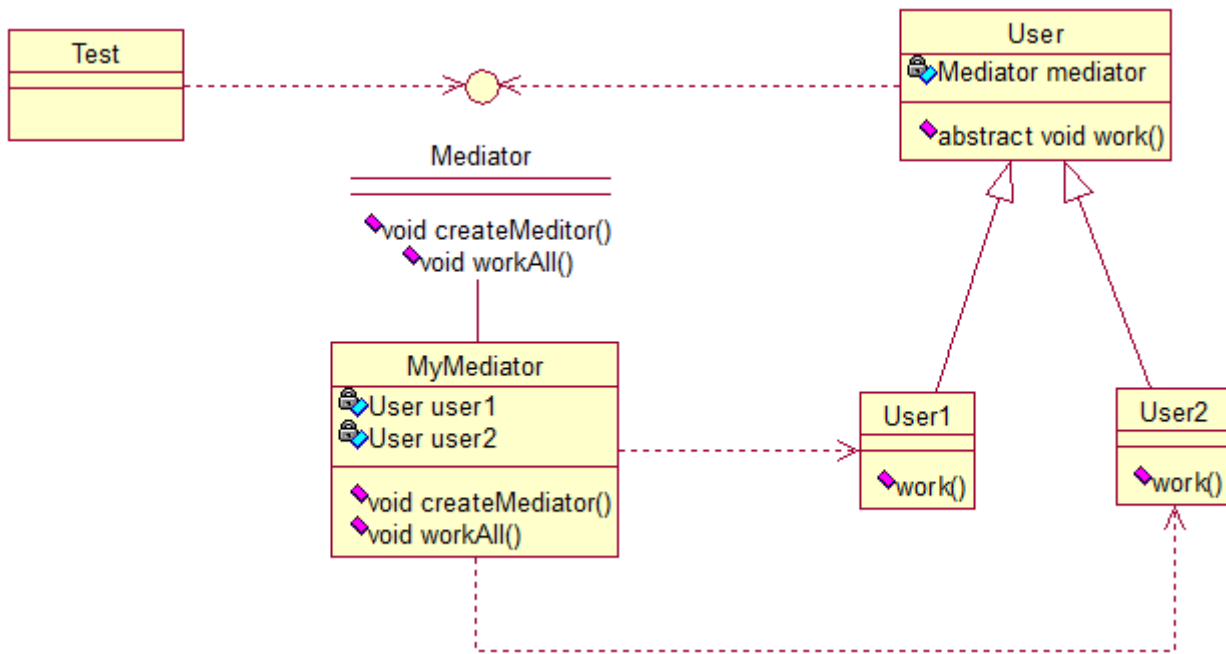 Test
User
Mediator mediator
abstract void work()
Mediator
void createMeditor()
void workAll()
MyMediator
User user1
User user2
void createMediator()
void workAll()
User1
work()
User2
work()